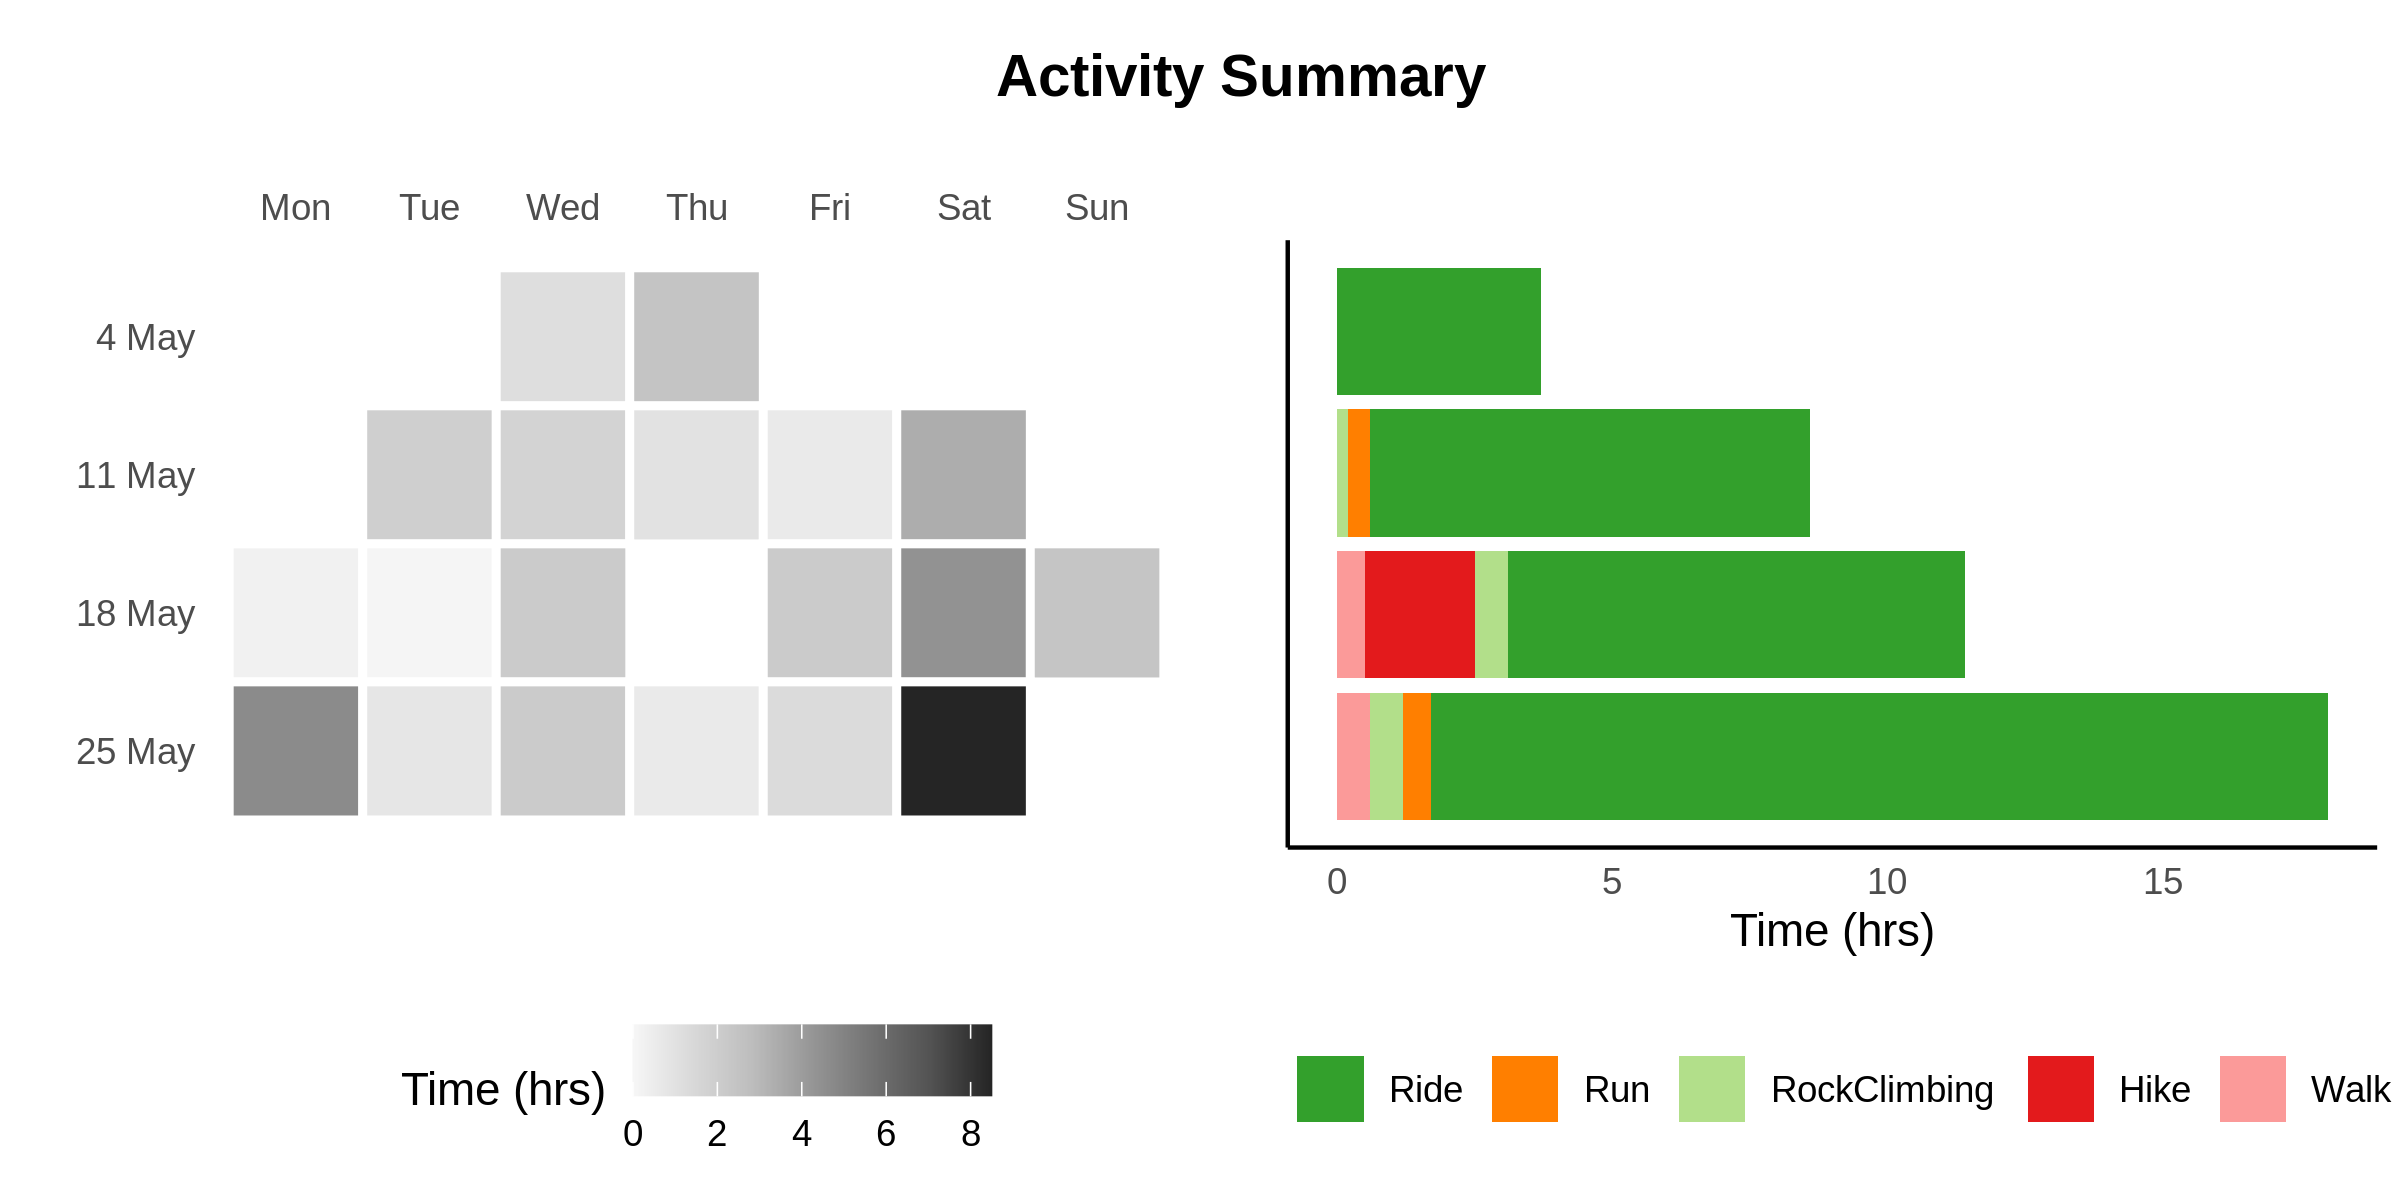 Activity Summary
Mon Tue Wed Thu Fri Sat Sun
4 May
11 May
18 May
25 May
0 5 10 15
Time (hrs)
Time (hrs)
0 2 4 6 8
Ride Run RockClimbing Hike Walk